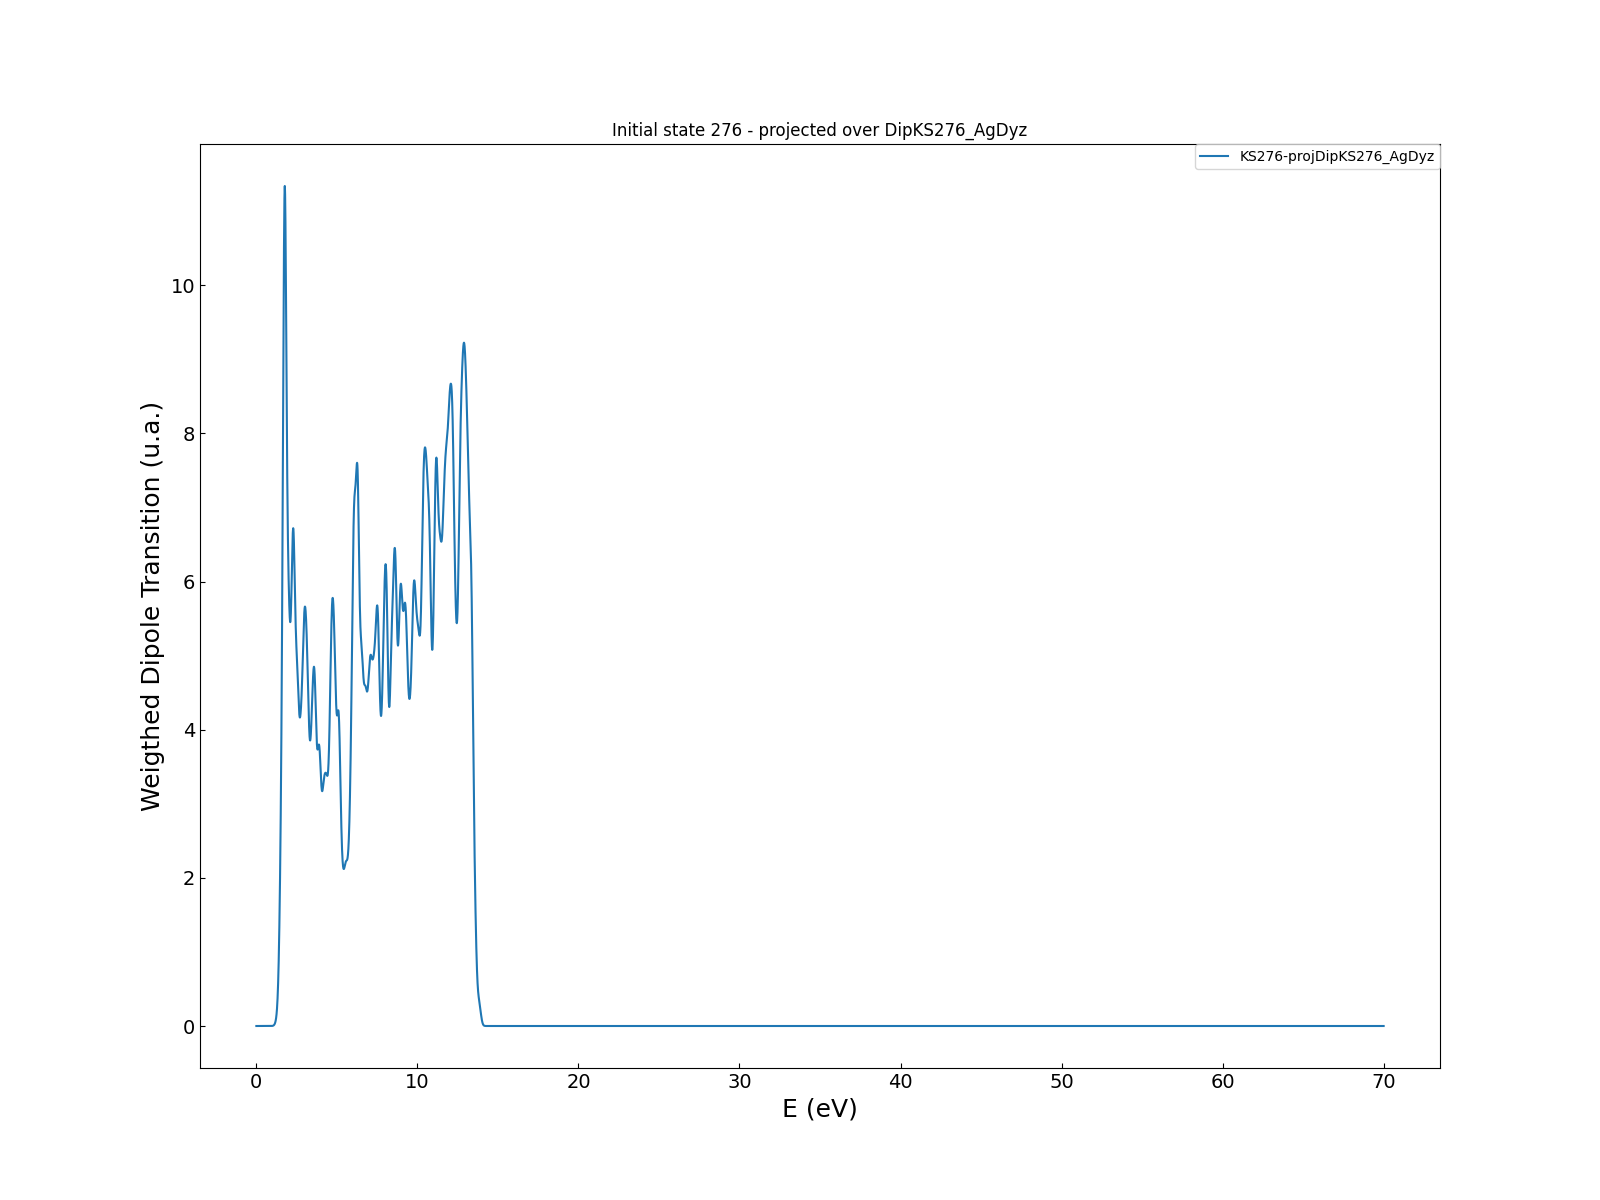 Initial state 276 - projected over DipKS276_AgDyz
KS276-projDipKS276_AgDyz
Weigthed Dipole Transition (u.a.)
10
8
6
4
2
0
0 10 20 30 40 50 60 70
E (eV)